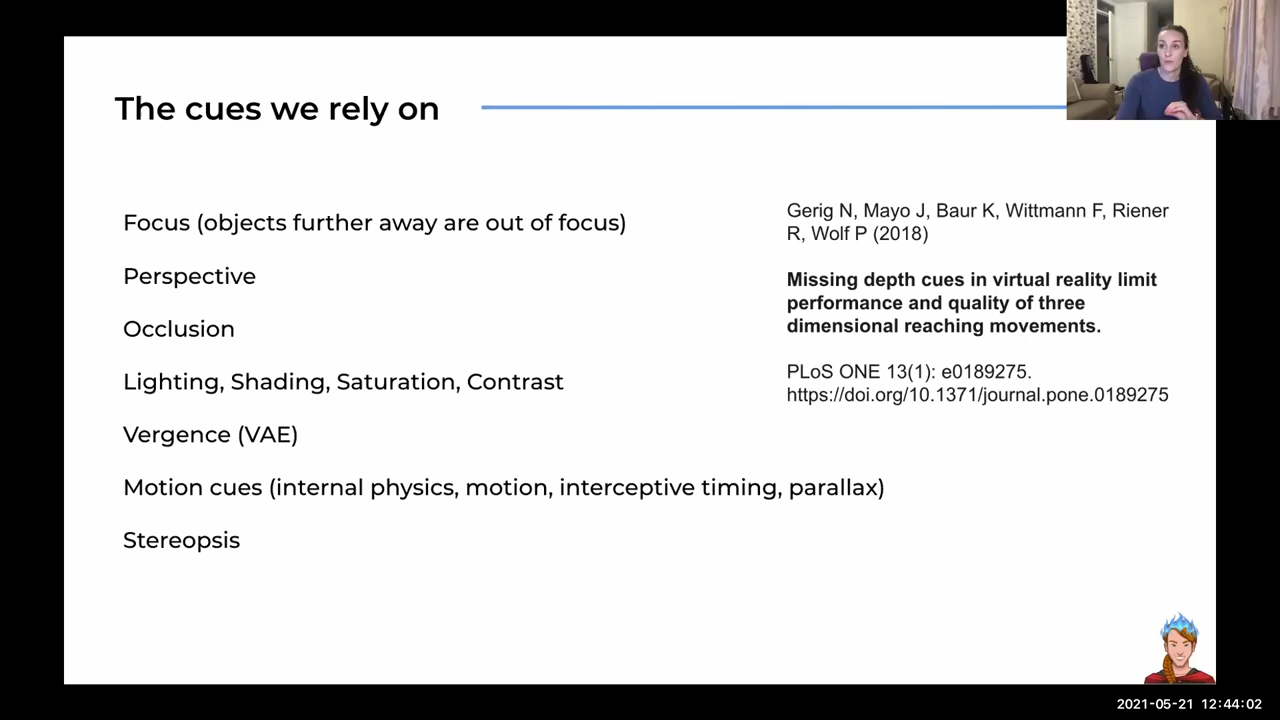 The cues we rely on
Focus (objects further away are out of focus)
Perspective
Occlusion
Lighting, Shading, Saturation, Contrast
Vergence (VAE)
Motion cues (internal physics, motion, interceptive timing, parallax)
Stereopsis
Gerig N, Mayo J, Baur K, Wittmann F, Riener
R, Wolf P (2018)
Missing depth cues in virtual reality limit
performance and quality of three
dimensional reaching movements.
PLoS ONE 13(1): e0189275.
https://doi.org/10.1371/journal.pone.0189275
2021-05-21 12:44:02